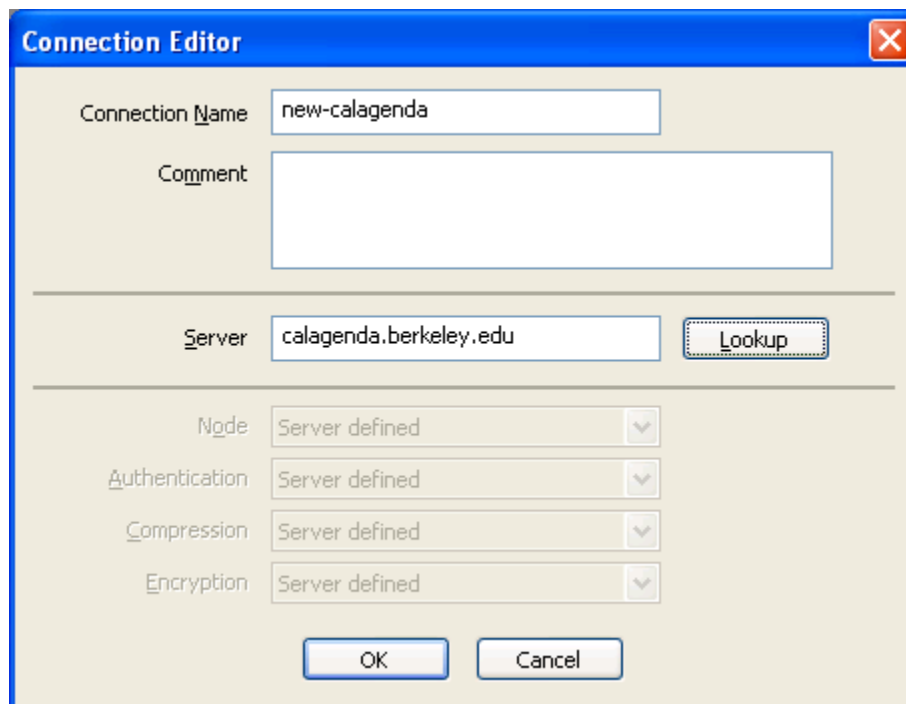 Connection Editor
Connection Name new-calagenda
Comment
Server calagenda.berkeley.edu Lookup
Node Server defined
Authentication Server defined
Compression Server defined
Encryption Server defined
OK Cancel